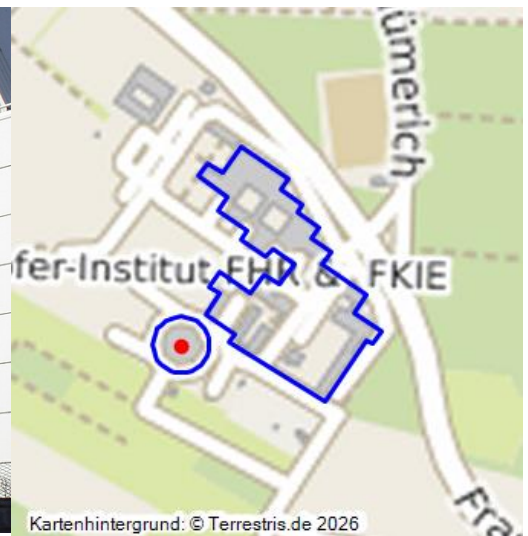 ümerich
fer-Institut FHR & FKIE
Fra
Kartenhintergrund: © Terrestris.de 2026